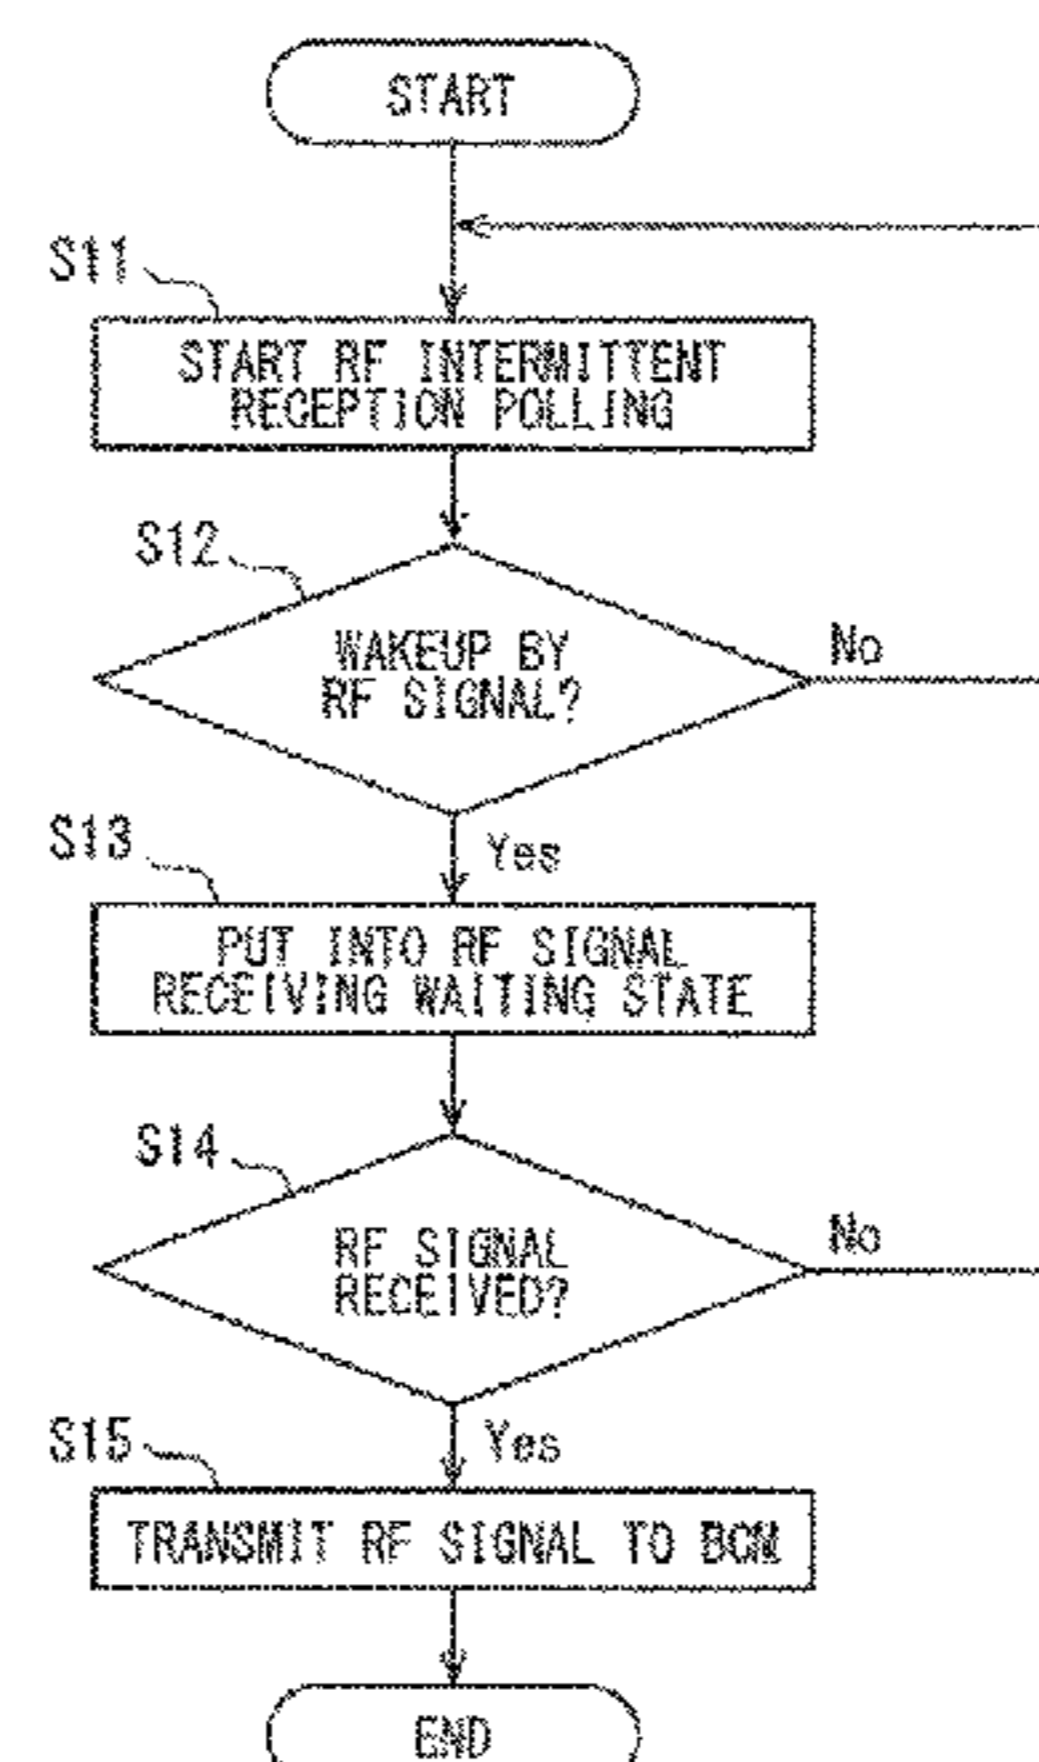 START
S11
START RF INTERMITTENT
RECEPTION POLLING
S12
WAKEUP BY
RF SIGNAL?
No
Yes
S13
PUT INTO RF SIGNAL
RECEIVING WAITING STATE
S14
RF SIGNAL
RECEIVED?
No
Yes
S15
TRANSMIT RF SIGNAL TO BCM
END